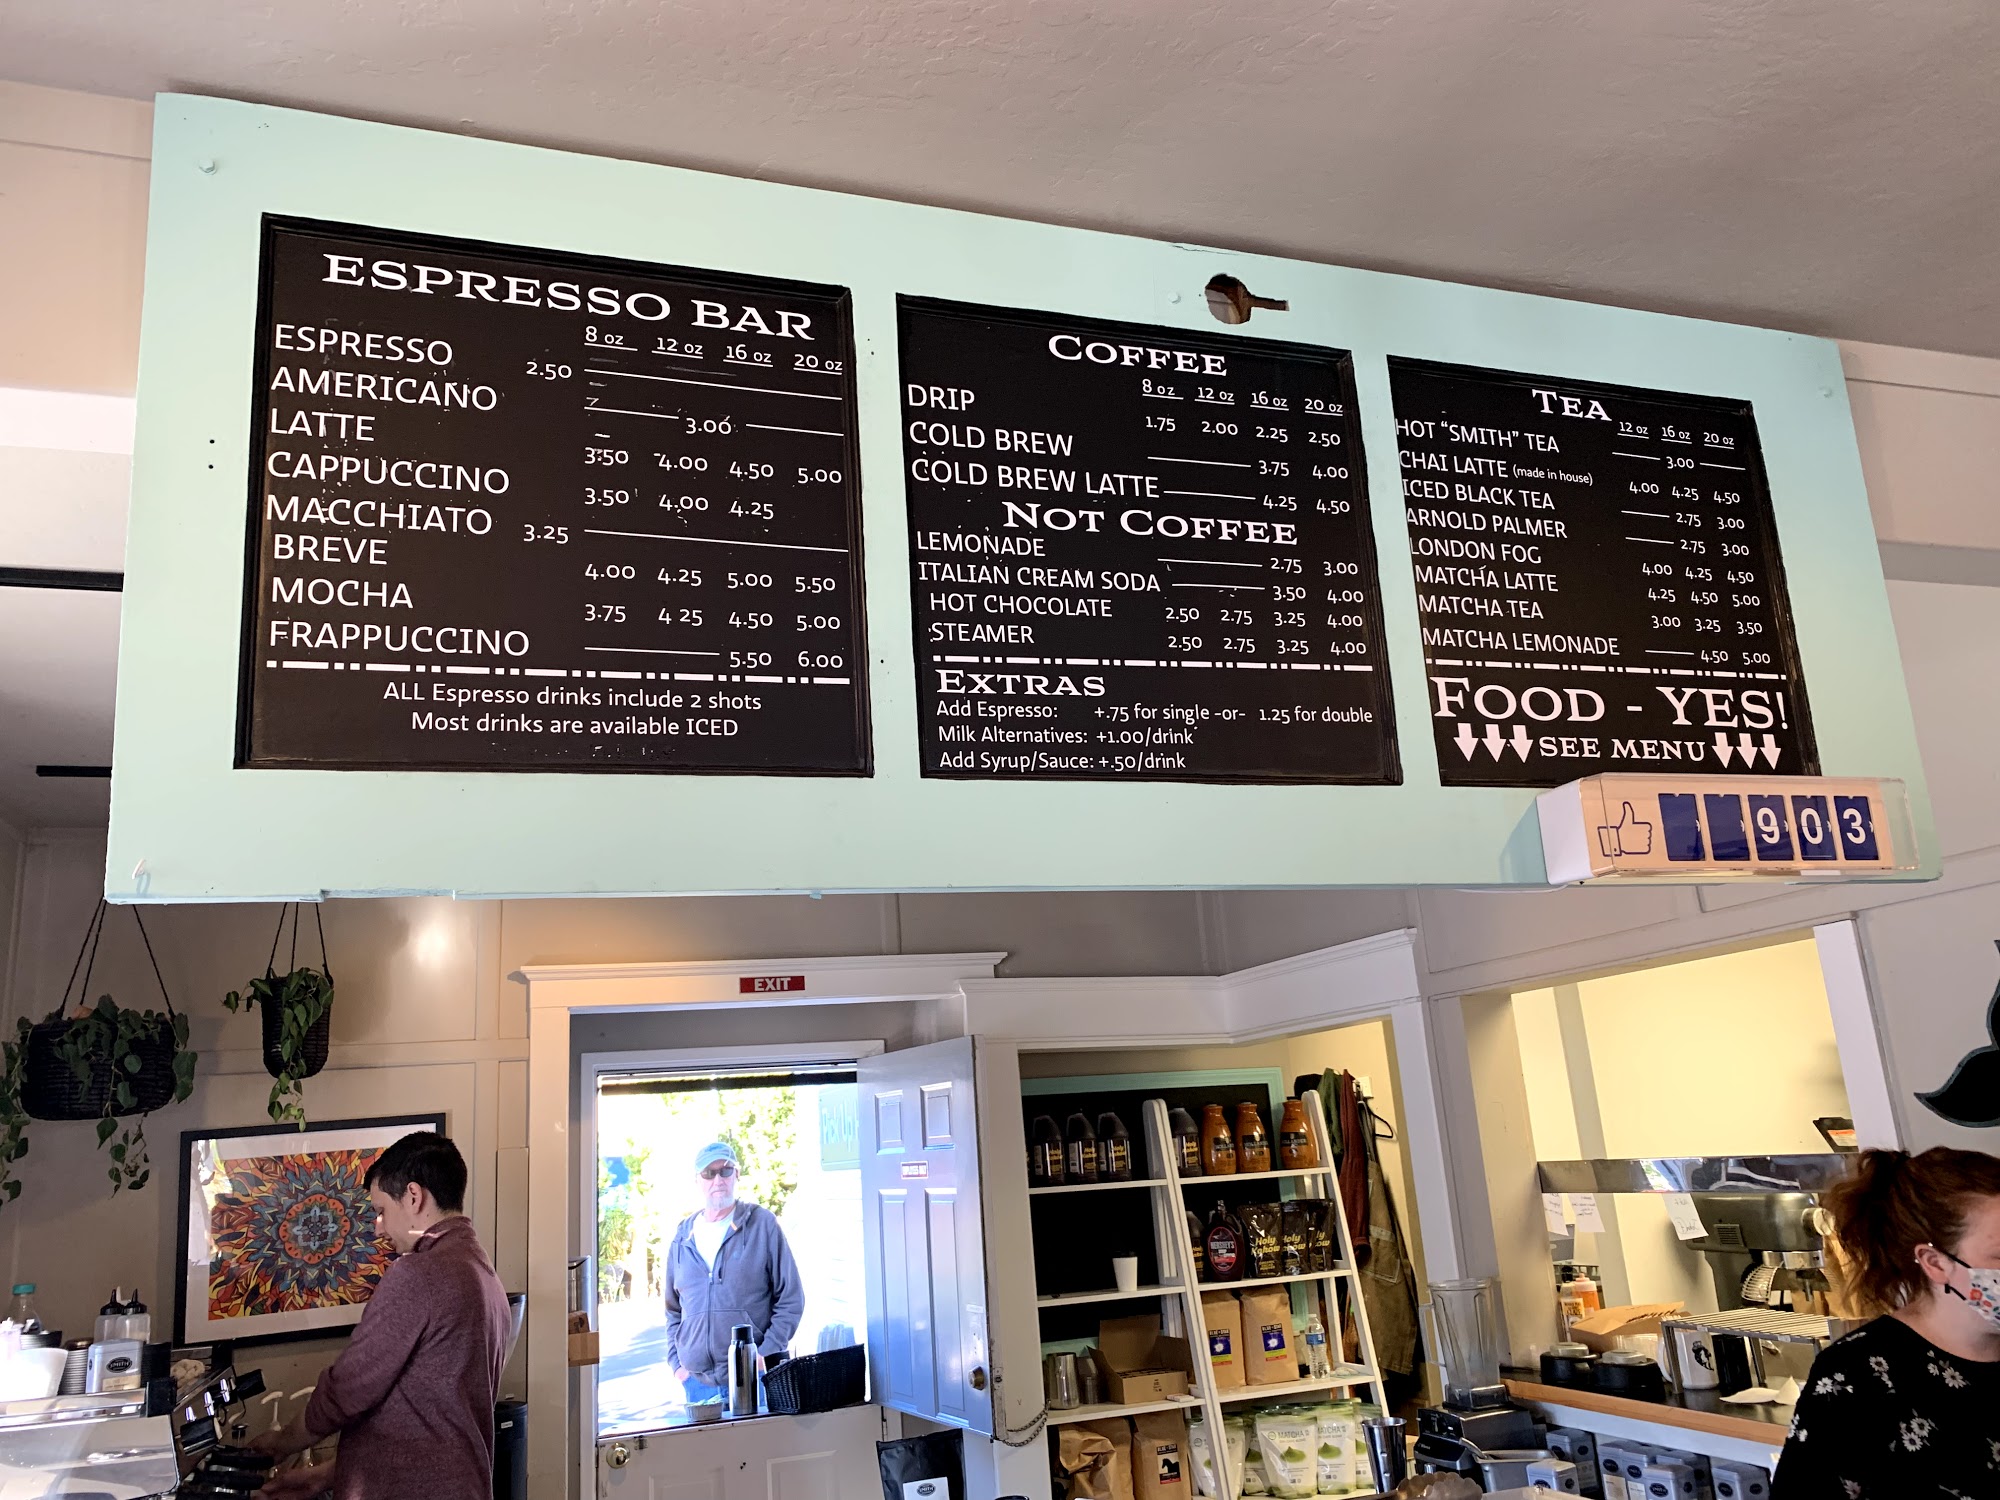 ESPRESSO BAR
8 oz 12 oz 16 oz 20 oz
ESPRESSO 2.50
AMERICANO 3.00
LATTE 3.50 4.00 4.50 5.00
CAPPUCCINO 3.50 4.00 4.25
MACCHIATO 3.25
BREVE 4.00 4.25 5.00 5.50
MOCHA 3.75 4 25 4.50 5.00
FRAPPUCCINO 5.50 6.00
ALL Espresso drinks include 2 shots
Most drinks are available ICED
COFFEE
8 oz 12 oz 16 oz 20 oz
DRIP 1.75 2.00 2.25 2.50
COLD BREW 3.75 4.00
COLD BREW LATTE 4.25 4.50
NOT COFFEE
LEMONADE 2.75 3.00
ITALIAN CREAM SODA 3.50 4.00
HOT CHOCOLATE 2.50 2.75 3.25 4.00
STEAMER 2.50 2.75 3.25 4.00
EXTRAS
Add Espresso: +.75 for single -or- 1.25 for double
Milk Alternatives: +1.00/drink
Add Syrup/Sauce: +.50/drink
TEA
12 oz 16 oz 20 oz
HOT "SMITH" TEA 3.00
CHAI LATTE (made in house) 4.00 4.25 4.50
ICED BLACK TEA 2.75 3.00
ARNOLD PALMER 2.75 3.00
LONDON FOG 4.00 4.25 4.50
MATCHA LATTE 4.25 4.50 5.00
MATCHA TEA 3.00 3.25 3.50
MATCHA LEMONADE 4.50 5.00
FOOD - YES!
SEE MENU
903
EXIT
Pick Up
EMPLOYEES ONLY
HERSHEY'S
Holy
Kakow
MATCHA
SMITH